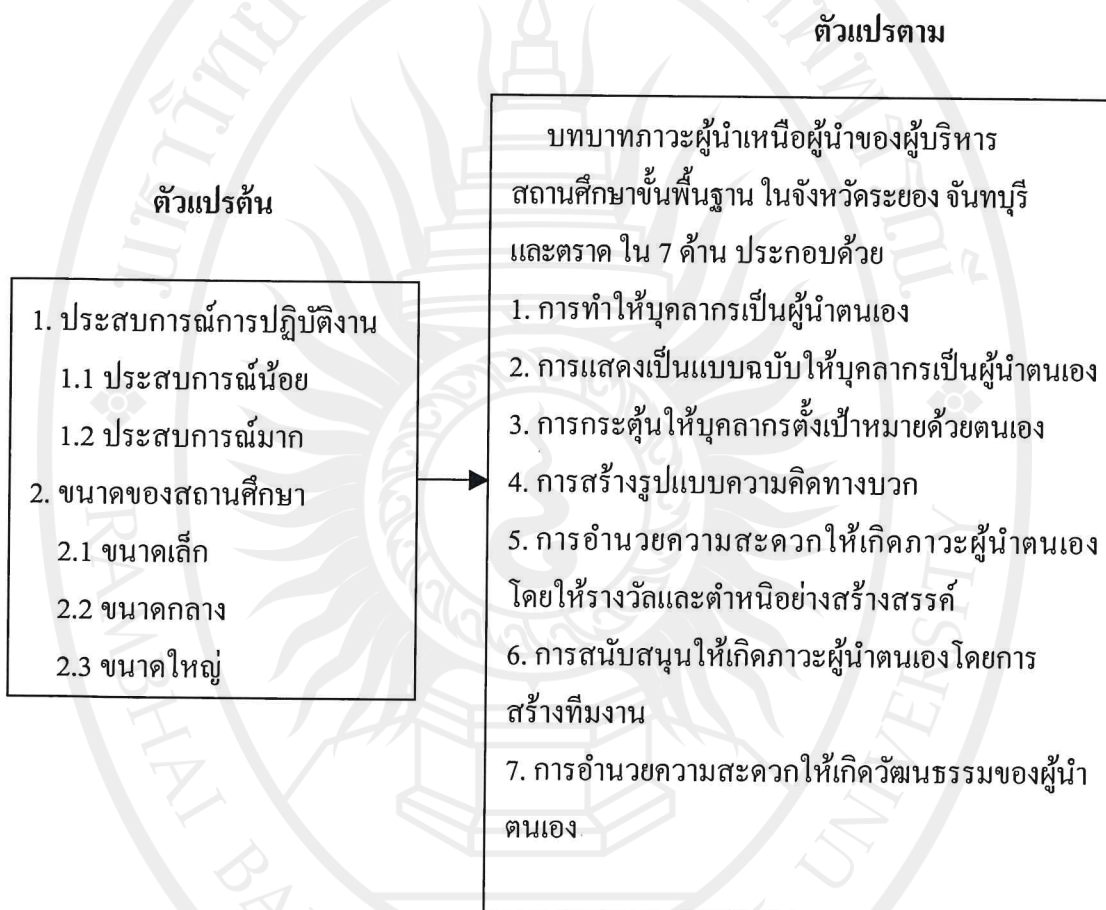 ตัวแปรตาม
ตัวแปรต้น
1. ประสบการณ์การปฏิบัติงาน
1.1 ประสบการณ์น้อย
1.2 ประสบการณ์มาก
2. ขนาดของสถานศึกษา
2.1 ขนาดเล็ก
2.2 ขนาดกลาง
2.3 ขนาดใหญ่
บทบาทภาวะผู้นำเหนือผู้นำของผู้บริหาร
สถานศึกษาขั้นพื้นฐาน ในจังหวัดระยอง จันทบุรี
และตราด ใน 7 ด้าน ประกอบด้วย
1. การทำให้บุคลากรเป็นผู้นำตนเอง
2. การแสดงเป็นแบบฉบับให้บุคลากรเป็นผู้นำตนเอง
3. การกระตุ้นให้บุคลากรตั้งเป้าหมายด้วยตนเอง
4. การสร้างรูปแบบความคิดทางบวก
5. การอำนวยความสะดวกให้เกิดภาวะผู้นำตนเอง
โดยให้รางวัลและตำหนิอย่างสร้างสรรค์
6. การสนับสนุนให้เกิดภาวะผู้นำตนเองโดยการ
สร้างทีมงาน
7. การอำนวยความสะดวกให้เกิดวัฒนธรรมของผู้นำ
ตนเอง
RAMBHAI BA
UNIVERSITY